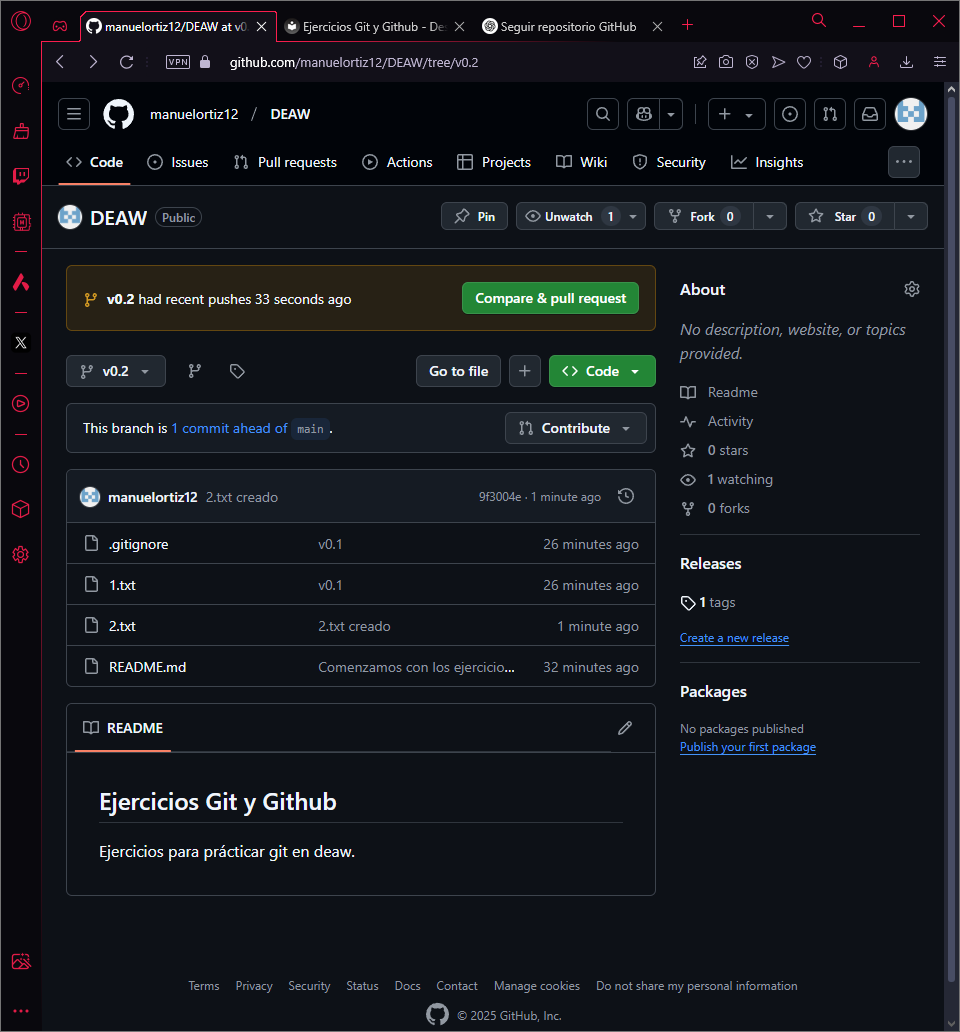 manuelortiz12/DEAW at v0.
Ejercicios Git y Github - De
Seguir repositorio GitHub
VPN
github.com/manuelortiz12/DEAW/tree/v0.2
manuelortiz12 / DEAW
Code Issues Pull requests Actions Projects Wiki Security Insights
DEAW Public Pin Unwatch 1 Fork 0 Star 0
v0.2 had recent pushes 33 seconds ago Compare & pull request
v0.2 Go to file Code
This branch is 1 commit ahead of main .
Contribute
manuelortiz12 2.txt creado 9f3004e · 1 minute ago
.gitignore v0.1 26 minutes ago
1.txt v0.1 26 minutes ago
2.txt 2.txt creado 1 minute ago
README.md Comenzamos con los ejercicio... 32 minutes ago
README
Ejercicios Git y Github
Ejercicios para prácticar git en deaw.
About
No description, website, or topics
provided.
Readme
Activity
0 stars
1 watching
0 forks
Releases
1 tags
Create a new release
Packages
No packages published
Publish your first package
Terms Privacy Security Status Docs Contact Manage cookies Do not share my personal information
© 2025 GitHub, Inc.